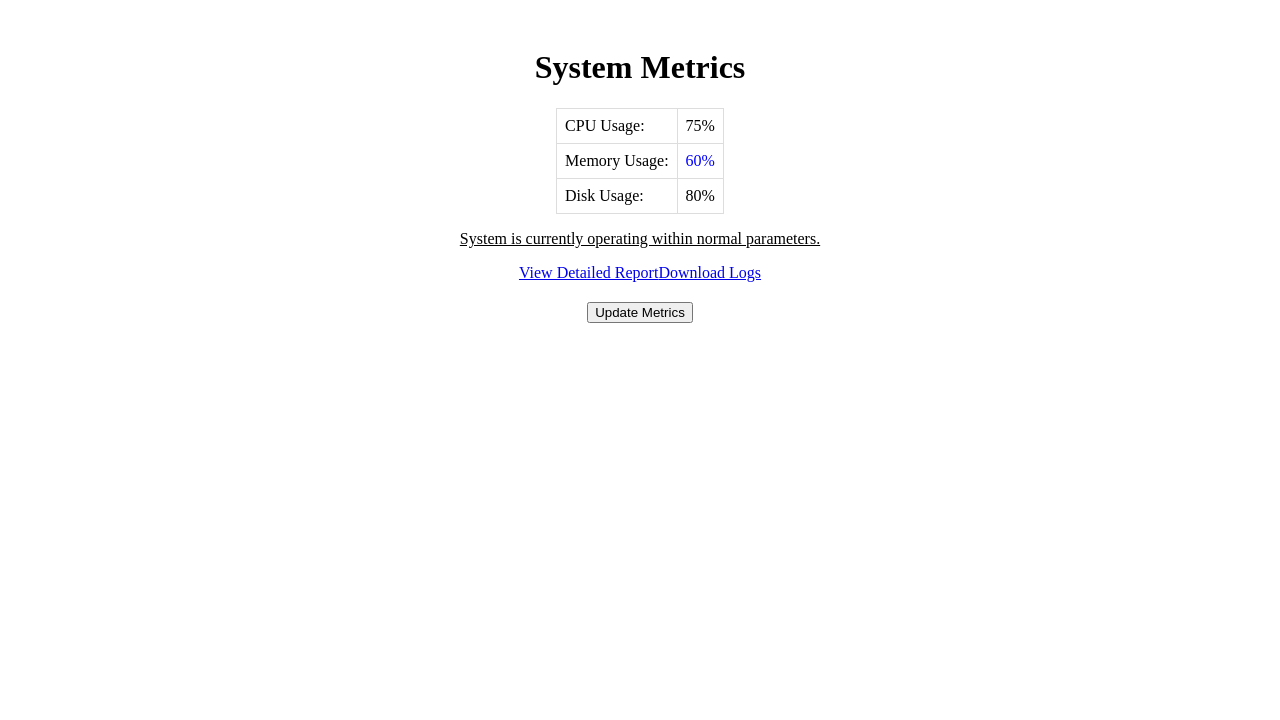 System Metrics
CPU Usage: 75%
Memory Usage: 60%
Disk Usage: 80%
System is currently operating within normal parameters.
View Detailed ReportDownload Logs
Update Metrics